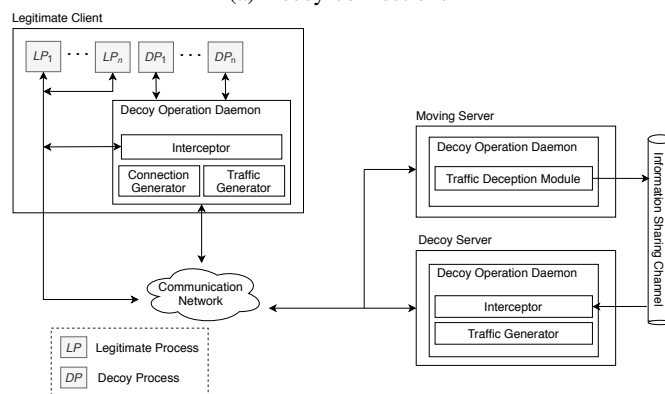 Legitimate Client
LP1 ··· LPn DP1 ··· DPn
Decoy Operation Daemon
Interceptor
Connection
Generator
Traffic
Generator
Communication
Network
Moving Server
Decoy Operation Daemon
Traffic Deception Module
Decoy Server
Decoy Operation Daemon
Interceptor
Traffic Generator
Information Sharing Channel
LP Legitimate Process
DP Decoy Process